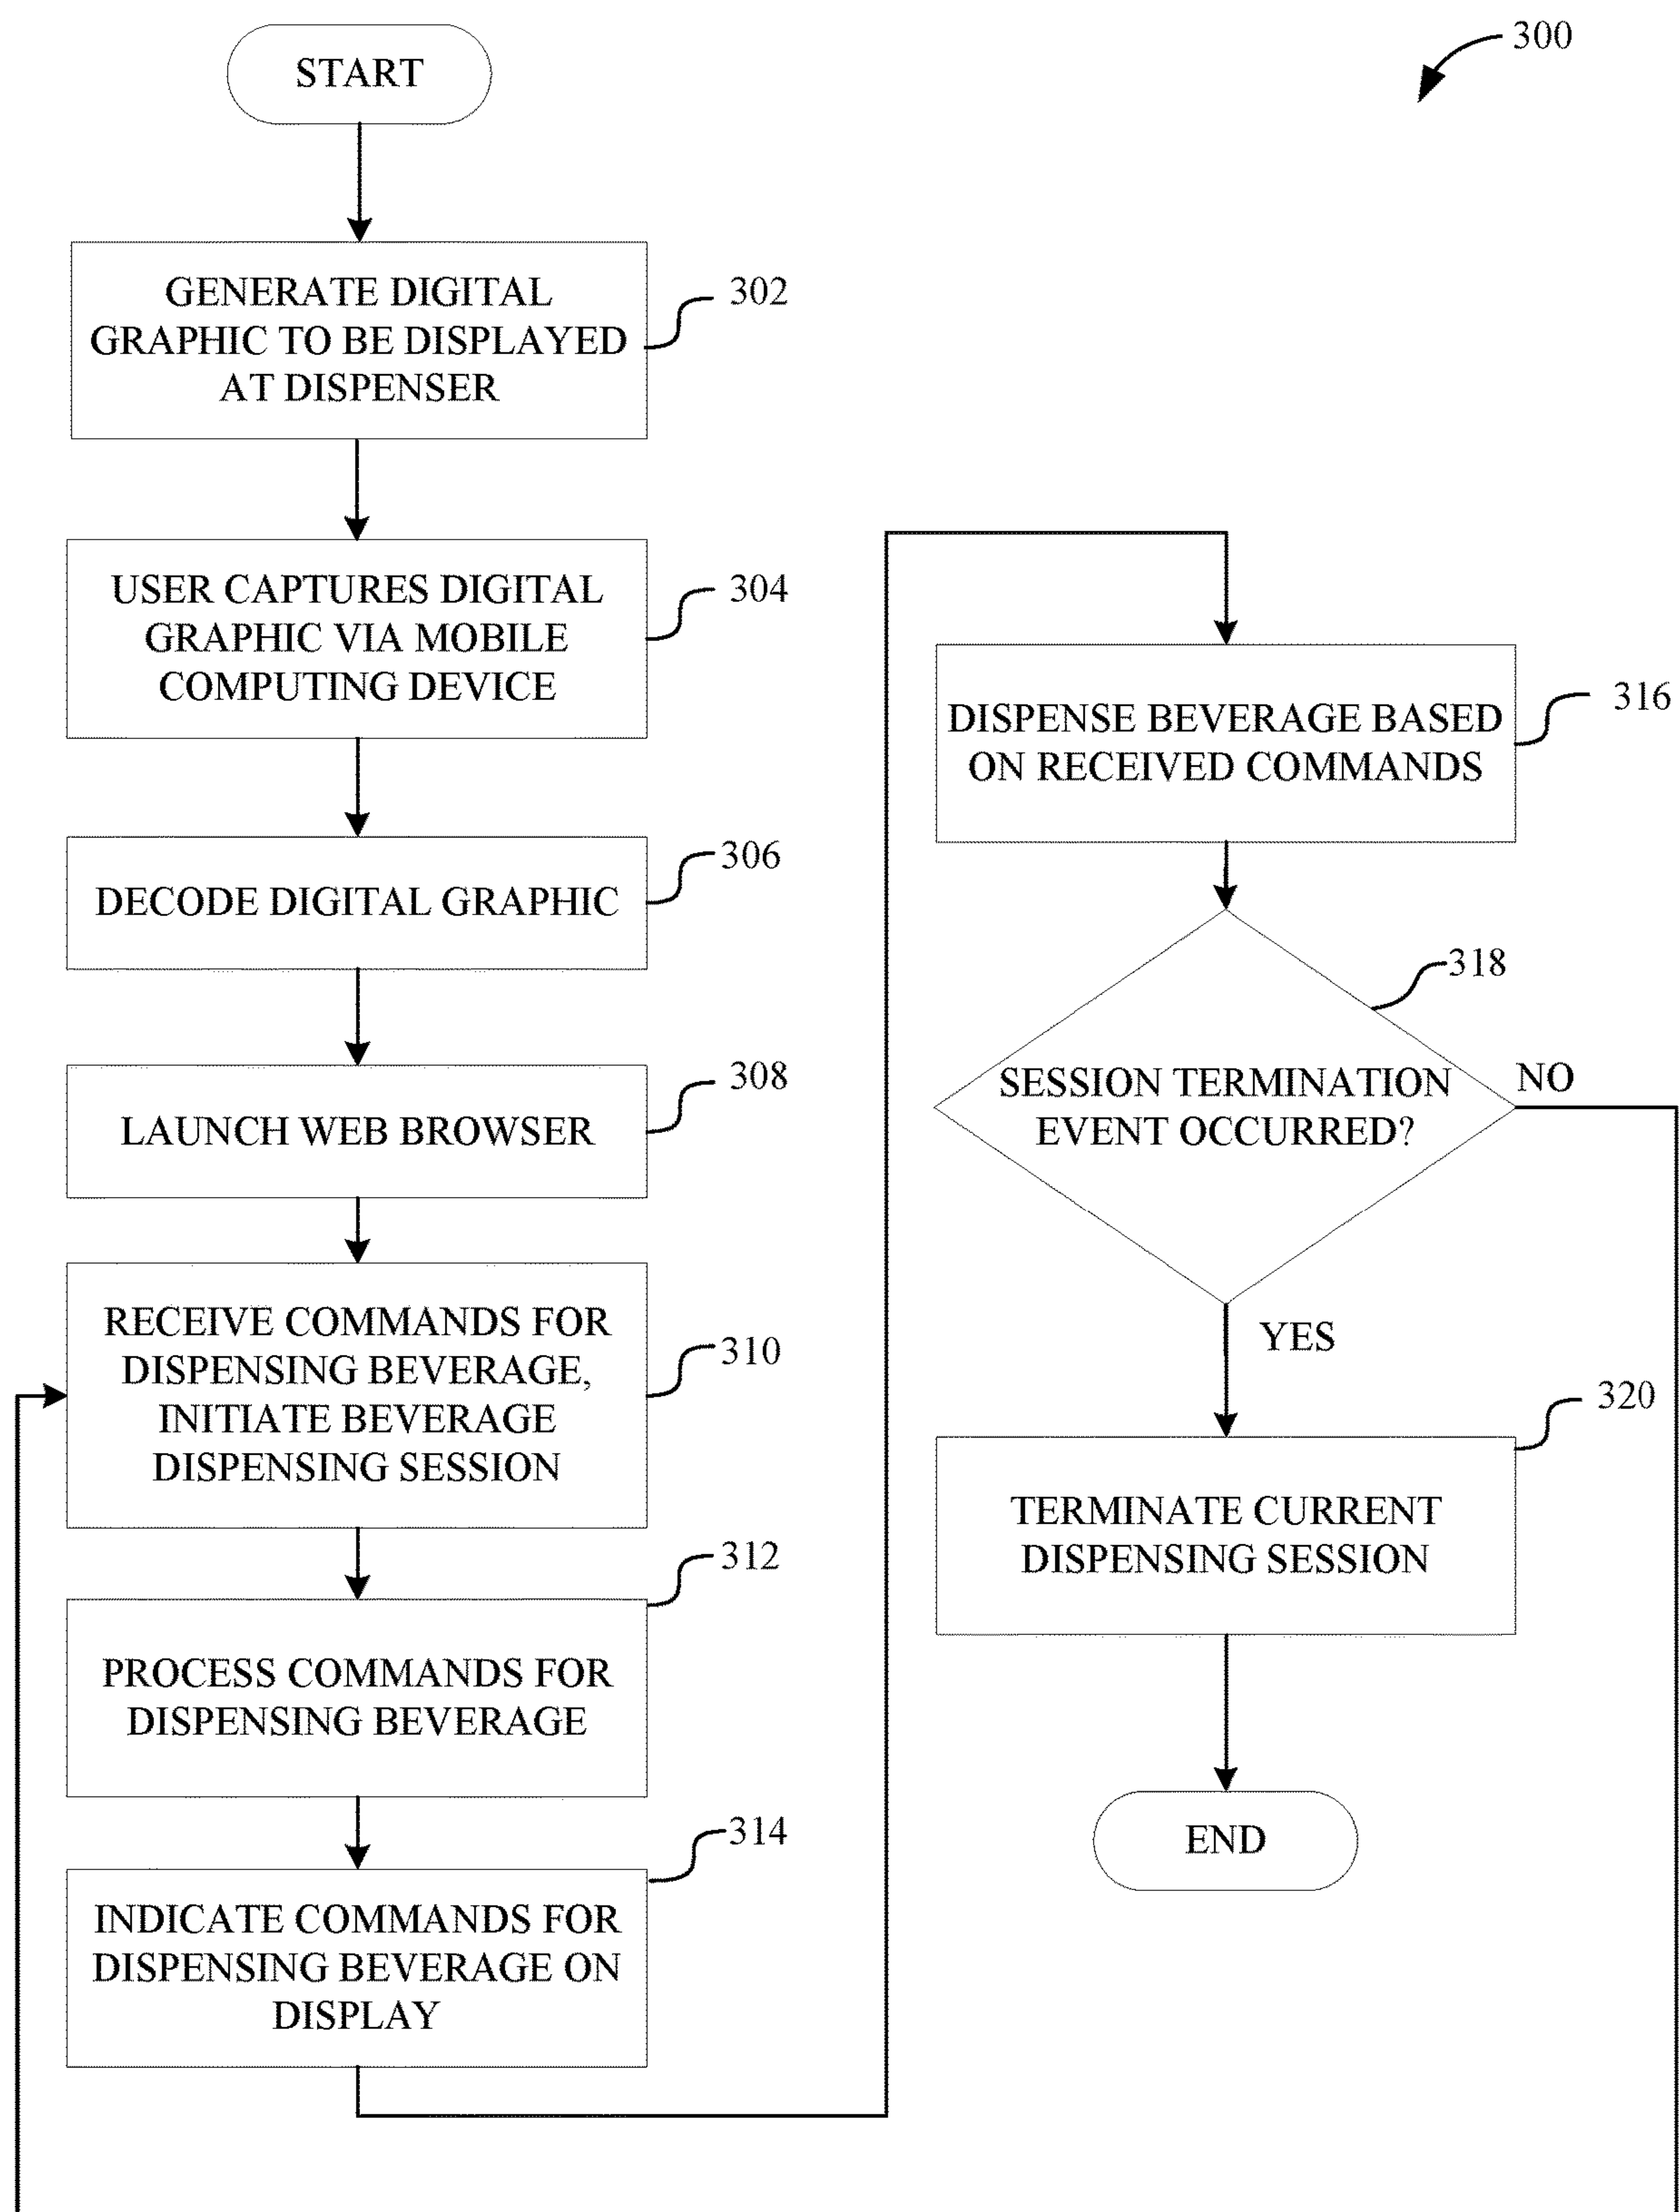 300
START
GENERATE DIGITAL
GRAPHIC TO BE DISPLAYED
AT DISPENSER
302
USER CAPTURES DIGITAL
GRAPHIC VIA MOBILE
COMPUTING DEVICE
304
DECODE DIGITAL GRAPHIC
306
LAUNCH WEB BROWSER
308
RECEIVE COMMANDS FOR
DISPENSING BEVERAGE,
INITIATE BEVERAGE
DISPENSING SESSION
310
PROCESS COMMANDS FOR
DISPENSING BEVERAGE
312
INDICATE COMMANDS FOR
DISPENSING BEVERAGE ON
DISPLAY
314
DISPENSE BEVERAGE BASED
ON RECEIVED COMMANDS
316
SESSION TERMINATION
EVENT OCCURRED?
318
NO
YES
TERMINATE CURRENT
DISPENSING SESSION
320
END